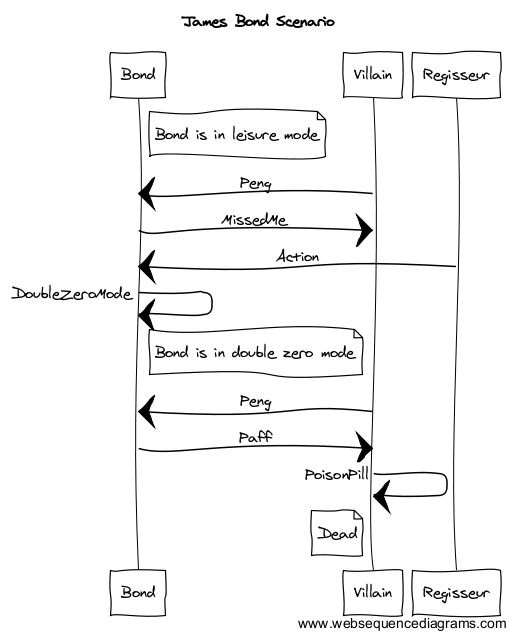 James Bond Scenario
Bond Villain Regisseur
Bond is in leisure mode
Peng
MissedMe
Action
DoubleZeroMode
Bond is in double zero mode
Peng
Paff
PoisonPill
Dead
Bond Villain Regisseur
www.websequencediagrams.com